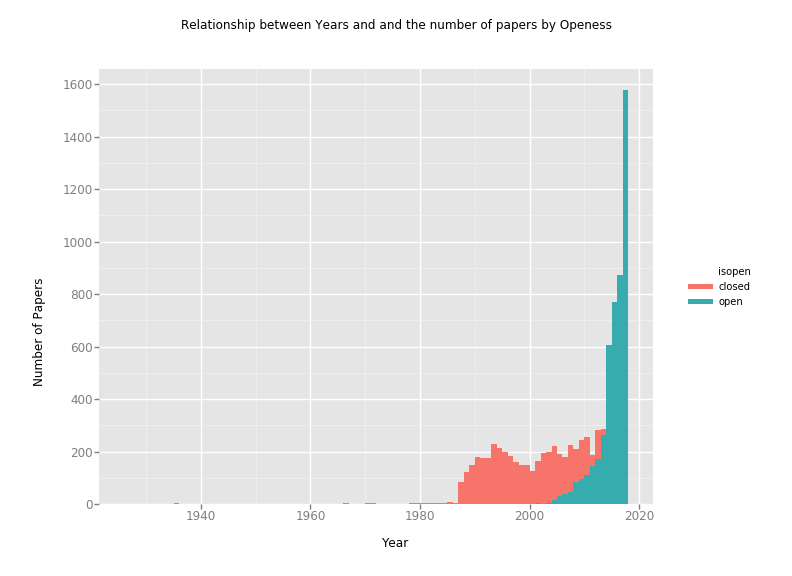 Relationship between Years and and the number of papers by Openess
1600
1400
1200
1000
800
600
400
200
0
1940
1960
1980
2000
2020
Number of Papers
Year
isopen
closed
open